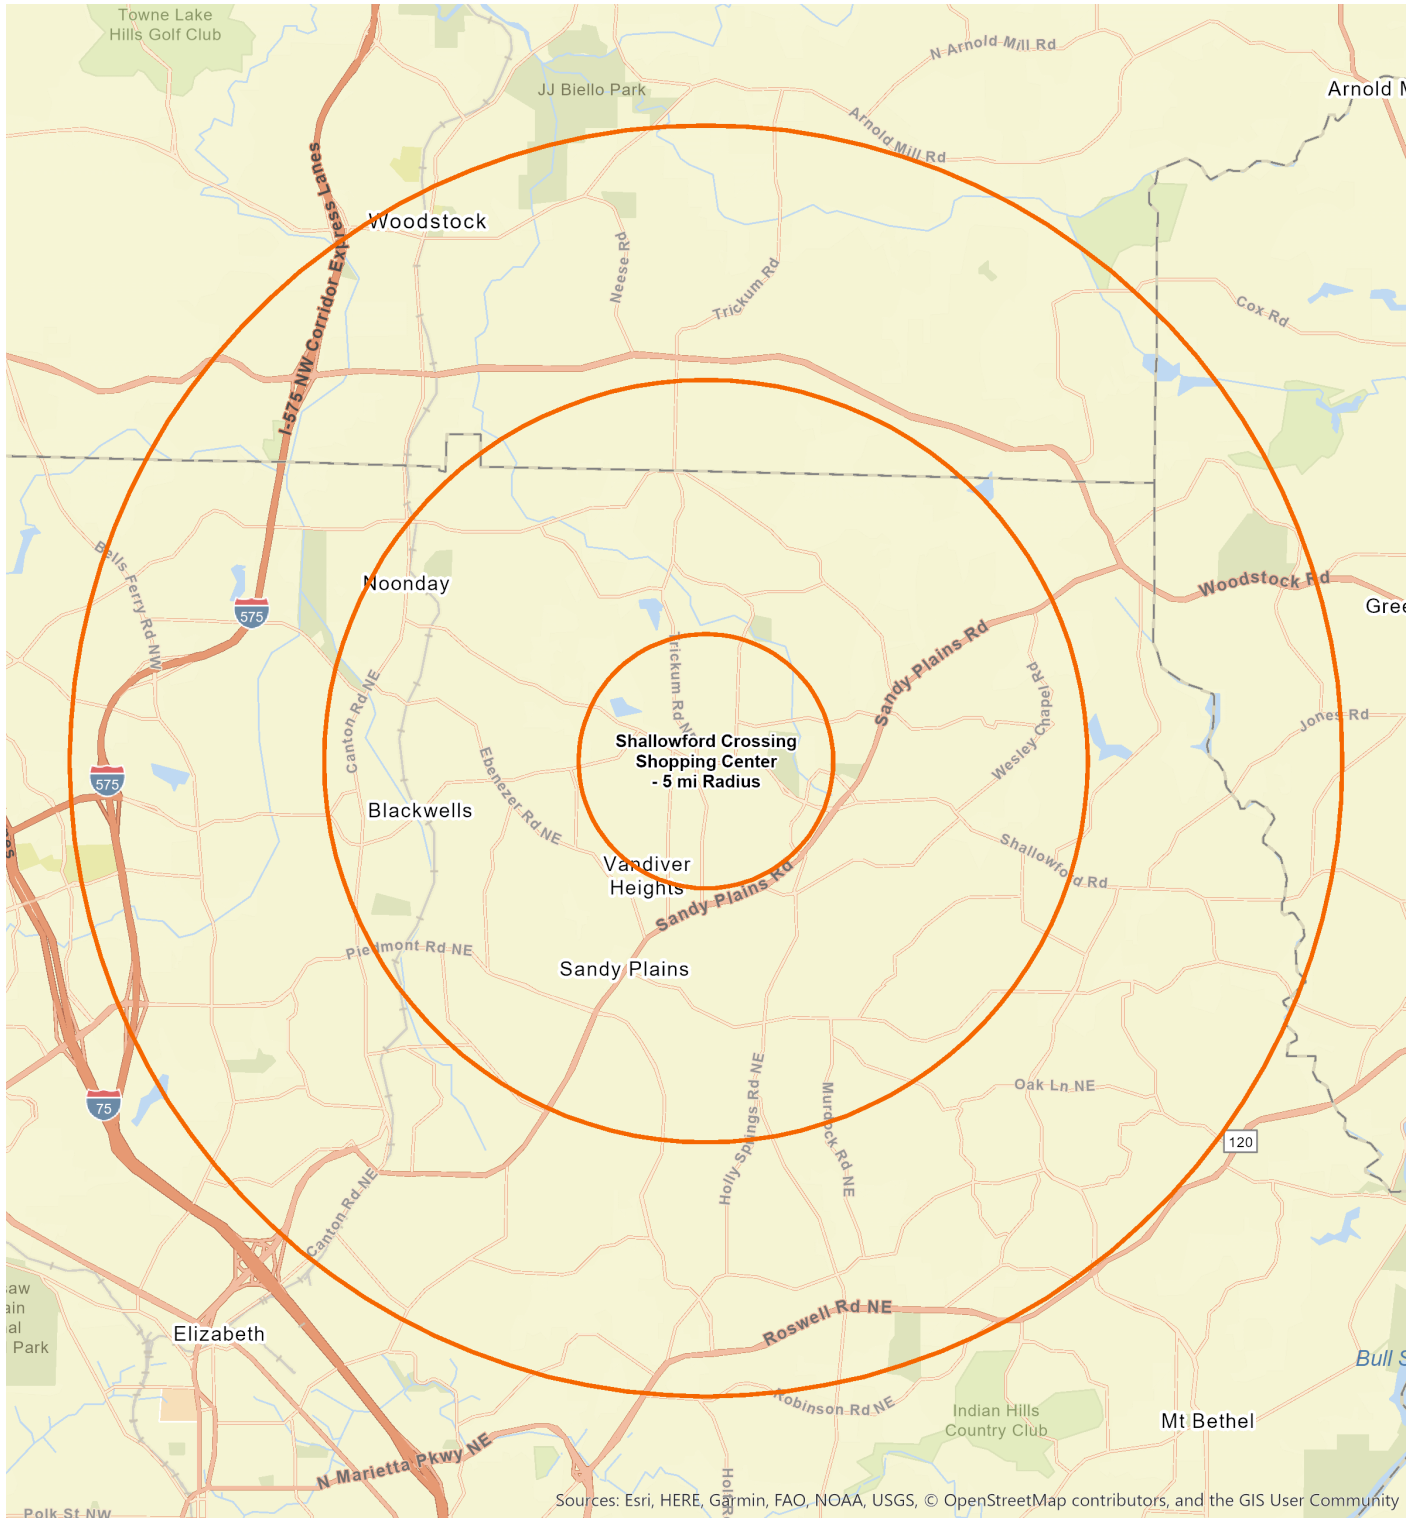 Towne Lake
Hills Golf Club
N Arnold Mill Rd
JJ Biello Park
Arnold M
Arnold Mill Rd
I-575 NW Corridor Express Lanes
Woodstock
Neese Rd
Trickum Rd
Cox Rd
Bells Ferry Rd NW
Noonday
575
Woodstock Rd
Gree
Trickum Rd NE
Sandy Plains Rd
Canton Rd NE
Wesley Chapel Rd
Jones Rd
Shallowford Crossing
Shopping Center
- 5 mi Radius
Ebenezer Rd NE
575
Blackwells
Shallowford Rd
Vandiver
Heights
Sandy Plains Rd
Piedmont Rd NE
Sandy Plains
Oak Ln NE
Holly Springs Rd NE
Murdock Rd NE
75
120
Canton Rd NE
aw
ain
al
Park
Roswell Rd NE
Elizabeth
Bull S
Robinson Rd NE
Indian Hills
Country Club
Mt Bethel
N Marietta Pkwy NE
Polk St NW
Sources: Esri, HERE, Garmin, FAO, NOAA, USGS, © OpenStreetMap contributors, and the GIS User Community